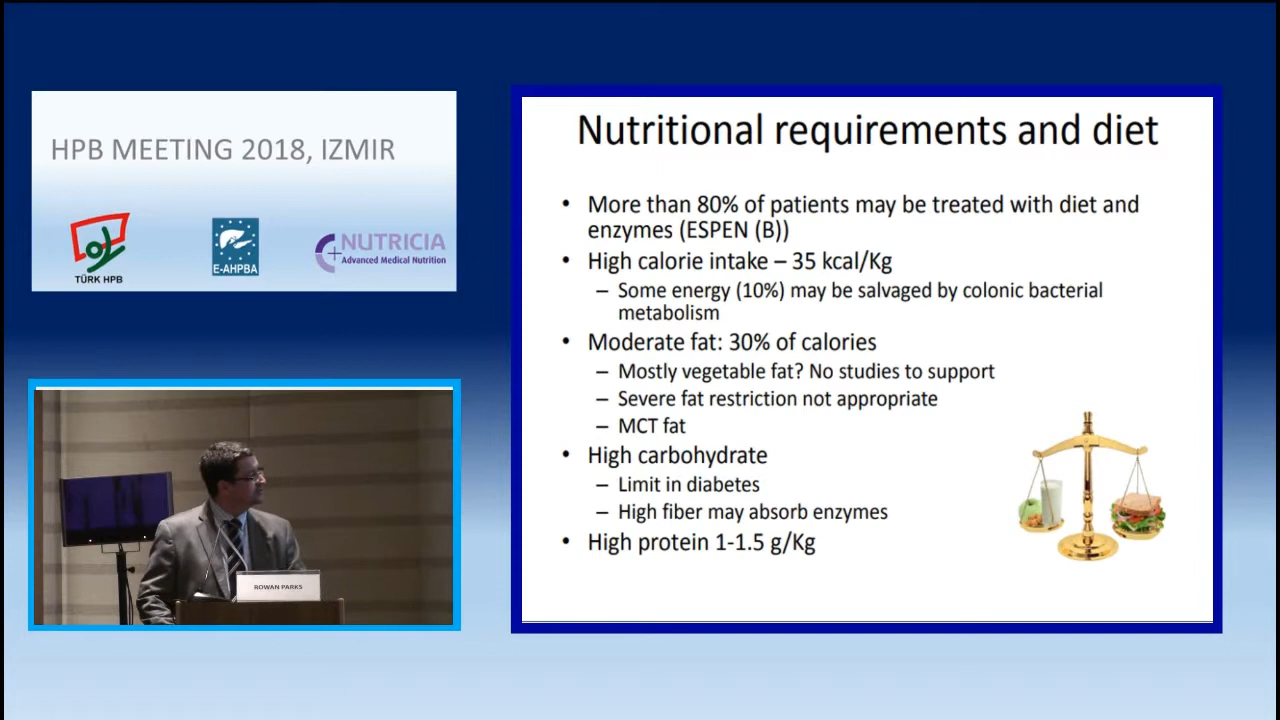 HPB MEETING 2018, IZMIR
TÜRK HPB
E-AHPBA
NUTRICIA
Advanced Medical Nutrition
ROWAN PARKS
Nutritional requirements and diet
• More than 80% of patients may be treated with diet and
enzymes (ESPEN (B))
• High calorie intake – 35 kcal/Kg
– Some energy (10%) may be salvaged by colonic bacterial
metabolism
• Moderate fat: 30% of calories
– Mostly vegetable fat? No studies to support
– Severe fat restriction not appropriate
– MCT fat
• High carbohydrate
– Limit in diabetes
– High fiber may absorb enzymes
• High protein 1-1.5 g/Kg